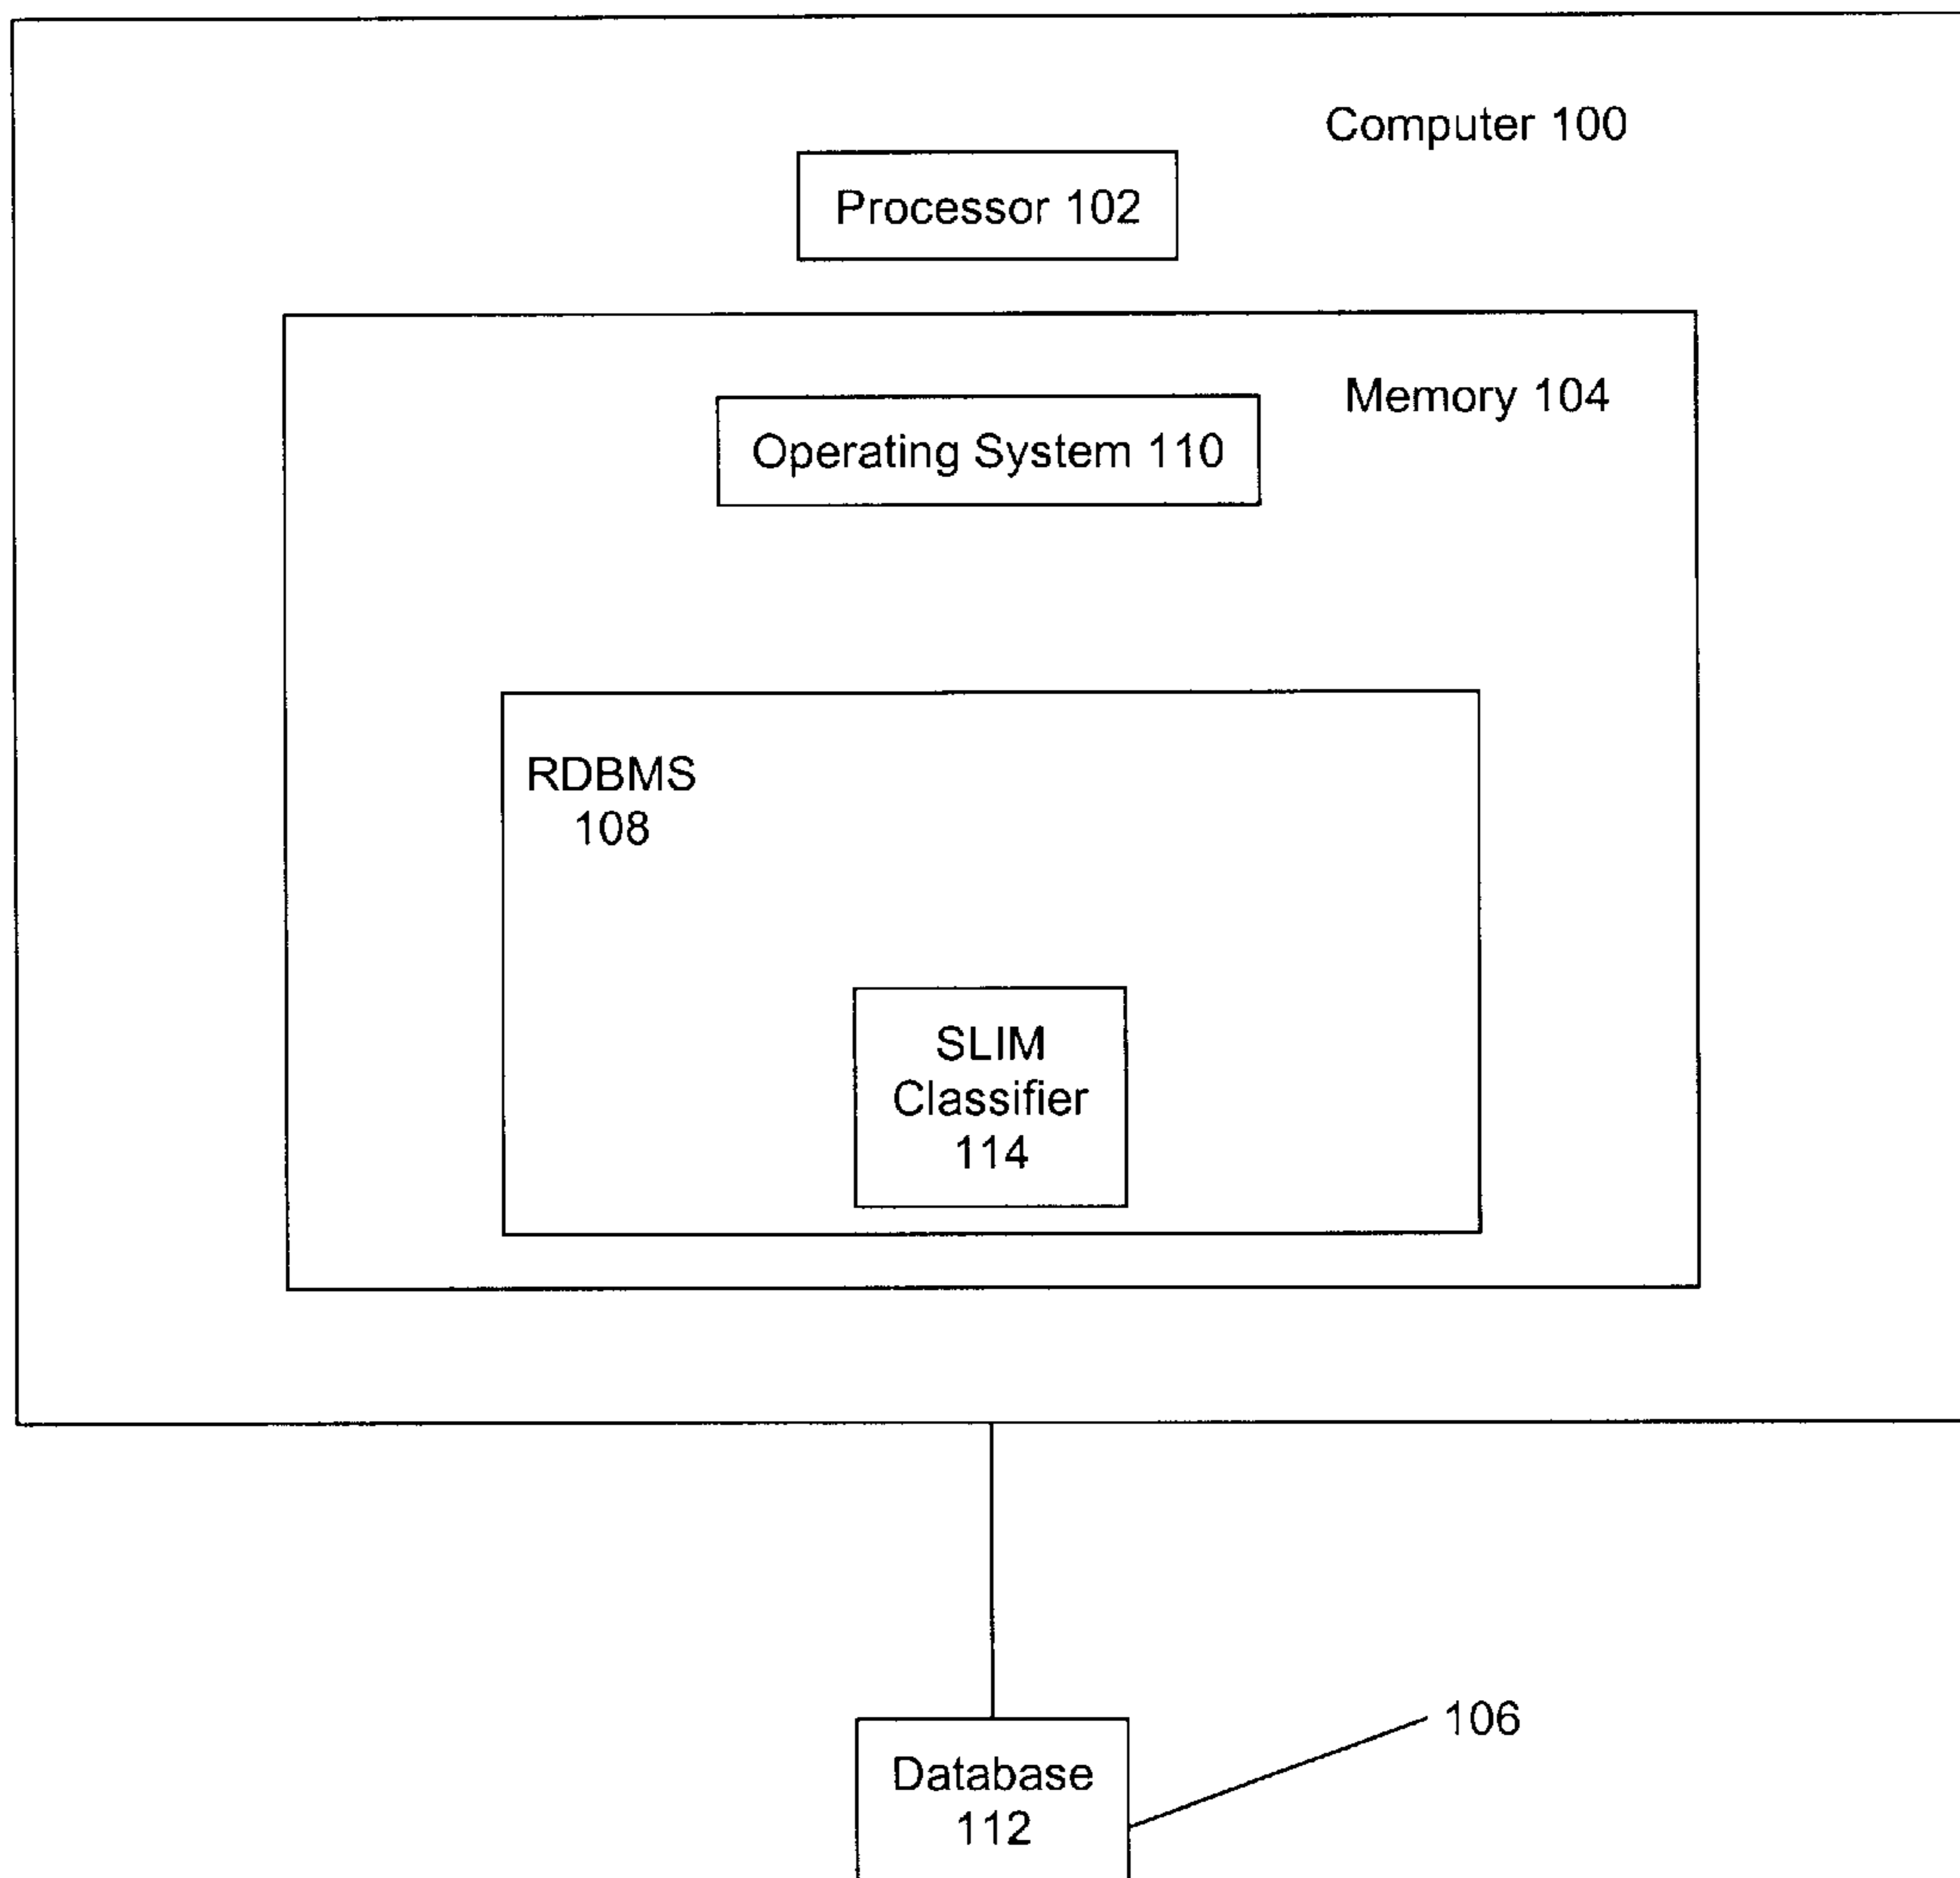 Computer 100
Processor 102
Memory 104
Operating System 110
RDBMS
108
SLIM
Classifier
114
106
Database
112